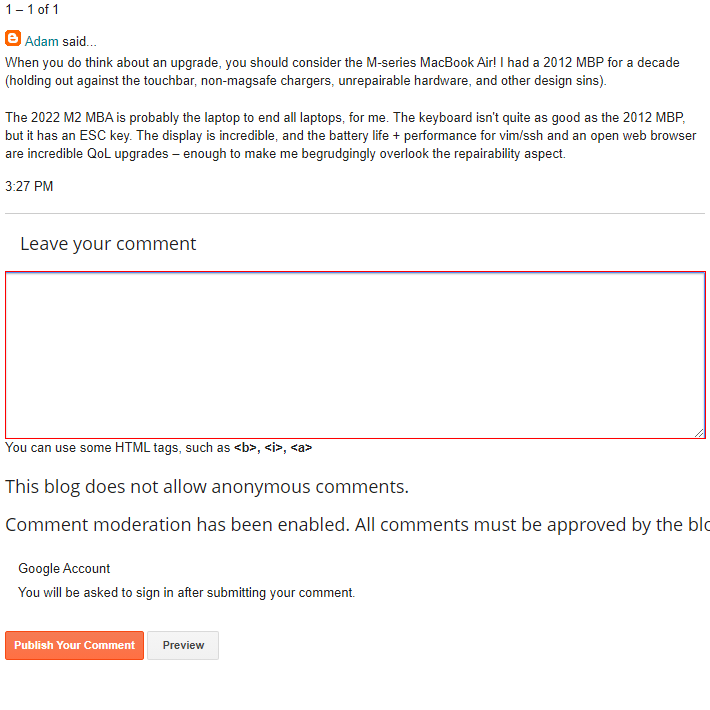 1 – 1 of 1
Adam said...
When you do think about an upgrade, you should consider the M-series MacBook Air! I had a 2012 MBP for a decade
(holding out against the touchbar, non-magsafe chargers, unrepairable hardware, and other design sins).
The 2022 M2 MBA is probably the laptop to end all laptops, for me. The keyboard isn't quite as good as the 2012 MBP,
but it has an ESC key. The display is incredible, and the battery life + performance for vim/ssh and an open web browser
are incredible QoL upgrades – enough to make me begrudgingly overlook the repairability aspect.
3:27 PM
Leave your comment
You can use some HTML tags, such as <b>, <i>, <a>
This blog does not allow anonymous comments.
Comment moderation has been enabled. All comments must be approved by the
Google Account
You will be asked to sign in after submitting your comment.
Publish Your Comment Preview